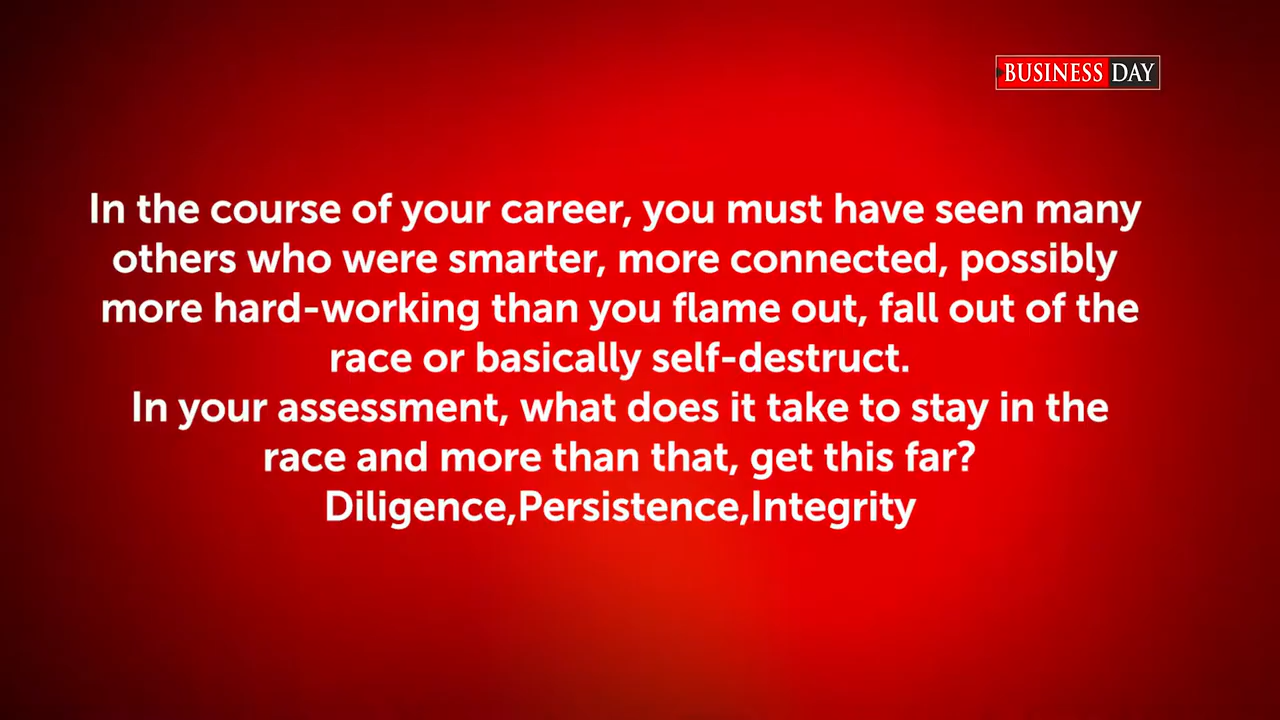 BUSINESS DAY
In the course of your career, you must have seen many
others who were smarter, more connected, possibly
more hard-working than you flame out, fall out of the
race or basically self-destruct.
In your assessment, what does it take to stay in the
race and more than that, get this far?
Diligence,Persistence,Integrity